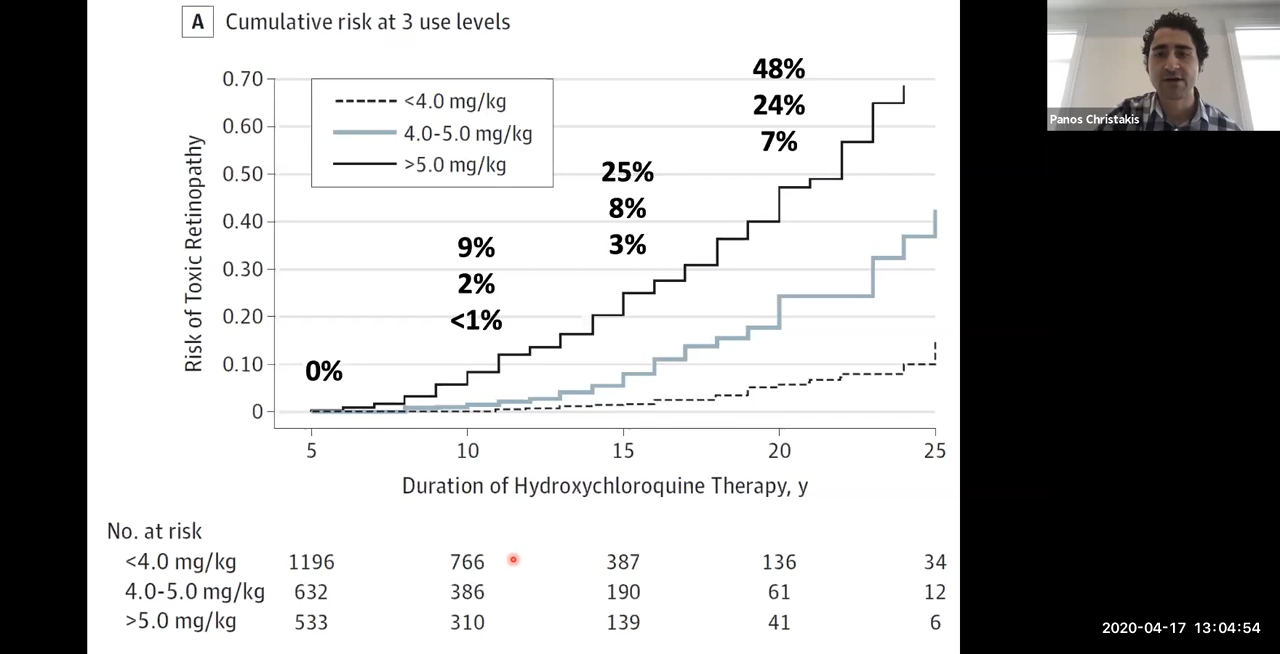 A Cumulative risk at 3 use levels
0.70
0.60
0.50
0.40
0.30
0.20
0.10
0
Risk of Toxic Retinopathy
<4.0 mg/kg
4.0-5.0 mg/kg
>5.0 mg/kg
0%
9%
2%
<1%
25%
8%
3%
48%
24%
7%
5 10 15 20 25
Duration of Hydroxychloroquine Therapy, y
No. at risk
<4.0 mg/kg 1196 766 387 136 34
4.0-5.0 mg/kg 632 386 190 61 12
>5.0 mg/kg 533 310 139 41 6
Panos Christakis
2020-04-17 13:04:54